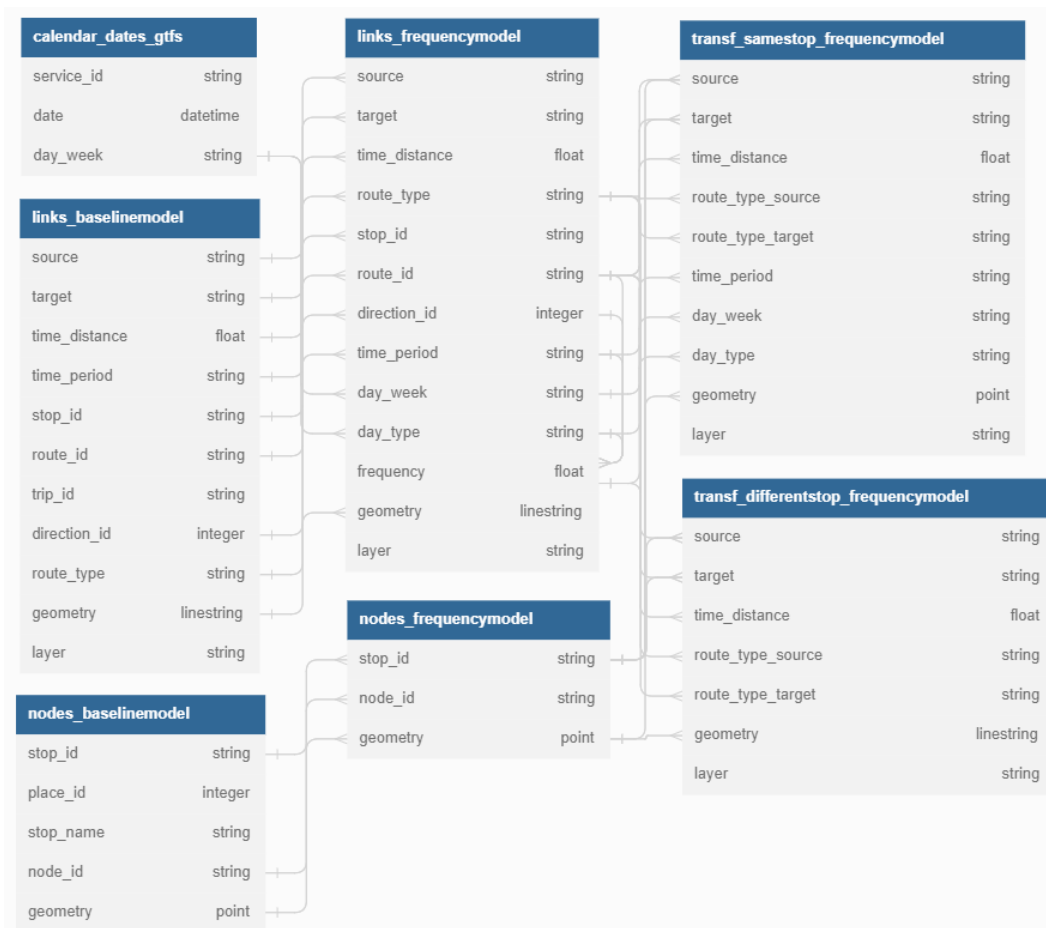 calendar_dates_gtfs
service_id string
date datetime
day_week string
links_baselinemodel
source string
target string
time_distance float
time_period string
stop_id string
route_id string
trip_id string
direction_id integer
route_type string
geometry linestring
layer string
nodes_baselinemodel
stop_id string
place_id integer
stop_name string
node_id string
geometry point
links_frequencymodel
source string
target string
time_distance float
route_type string
stop_id string
route_id string
direction_id integer
time_period string
day_week string
day_type string
frequency float
geometry linestring
layer string
nodes_frequencymodel
stop_id string
node_id string
geometry point
transf_samestop_frequencymodel
source string
target string
time_distance float
route_type_source string
route_type_target string
time_period string
day_week string
day_type string
geometry point
layer string
transf_differentstop_frequencymodel
source string
target string
time_distance float
route_type_source string
route_type_target string
geometry linestring
layer string